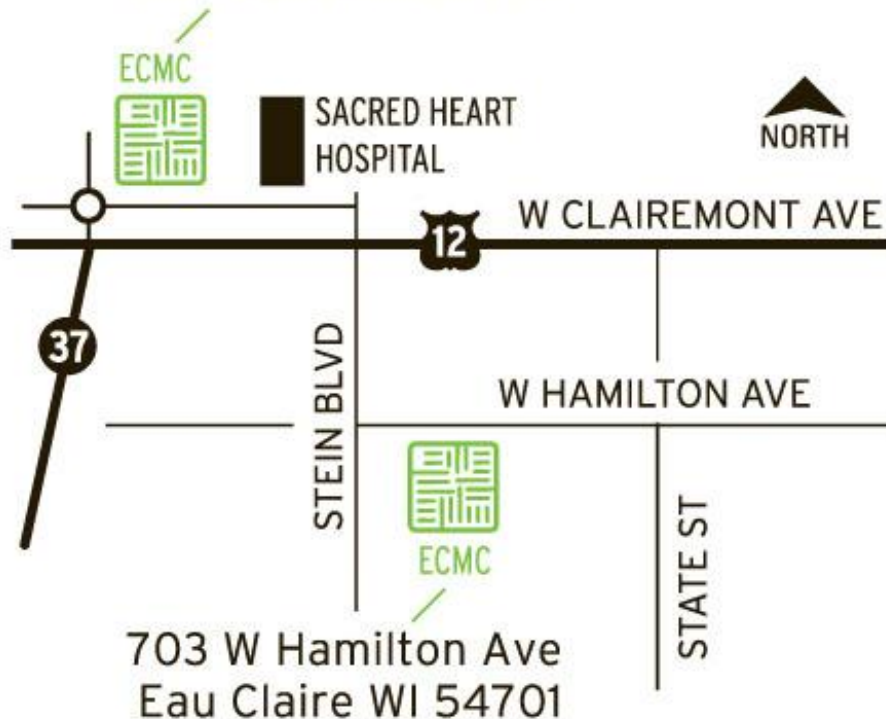 ECMC
SACRED HEART
HOSPITAL
NORTH
W CLAIREMONT AVE
12
37
STEIN BLVD
W HAMILTON AVE
ECMC
STATE ST
703 W Hamilton Ave
Eau Claire WI 54701